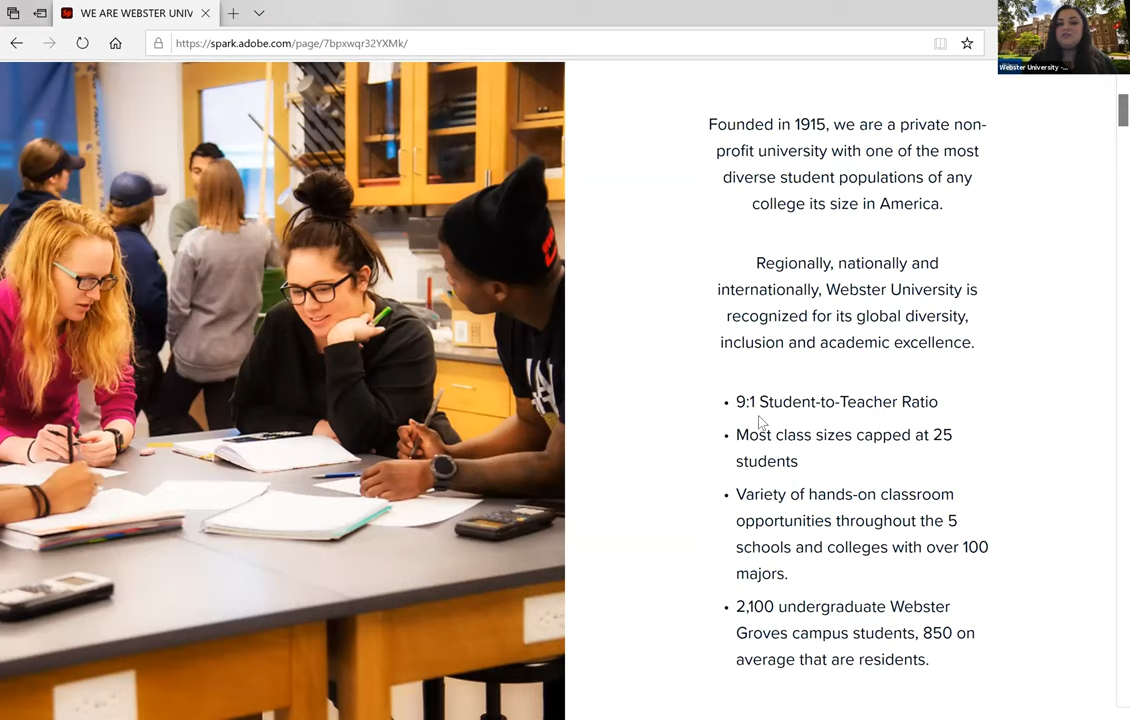 WE ARE WEBSTER UNIV
https://spark.adobe.com/page/7bpxwqr32YXMk/
Webster University -...
Founded in 1915, we are a private non-
profit university with one of the most
diverse student populations of any
college its size in America.
Regionally, nationally and
internationally, Webster University is
recognized for its global diversity,
inclusion and academic excellence.
• 9:1 Student-to-Teacher Ratio
• Most class sizes capped at 25
students
• Variety of hands-on classroom
opportunities throughout the 5
schools and colleges with over 100
majors.
• 2,100 undergraduate Webster
Groves campus students, 850 on
average that are residents.